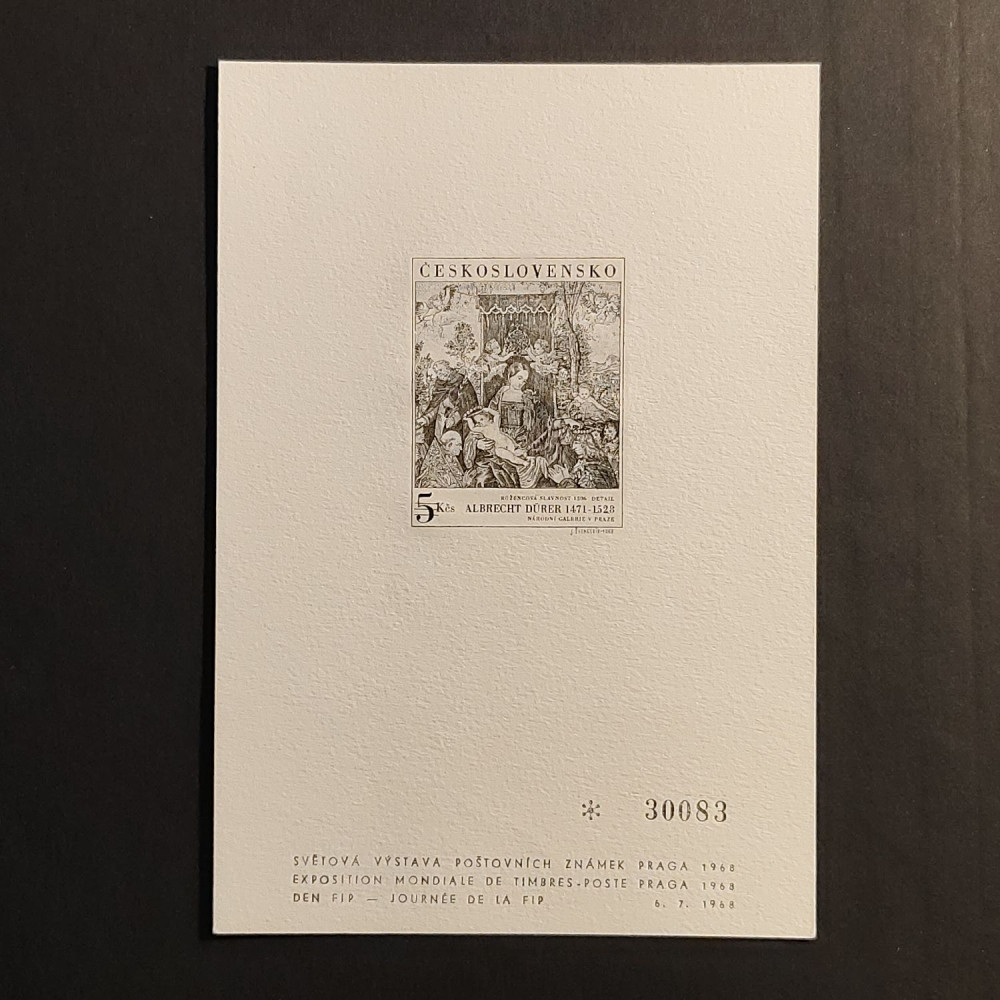 ČESKOSLOVENSKO
RŮŽENCOVÁ SLAVNOST 1506 DETAIL
5 Kčs ALBRECHT DÜRER 1471-1528
NÁRODNÍ GALERIE V PRAZE
✻ 30083
SVĚTOVÁ VÝSTAVA POŠTOVNÍCH ZNÁMEK PRAGA 1968
EXPOSITION MONDIALE DE TIMBRES-POSTE PRAGA 1968
DEN FIP — JOURNÉE DE LA FIP 6. 7. 1968